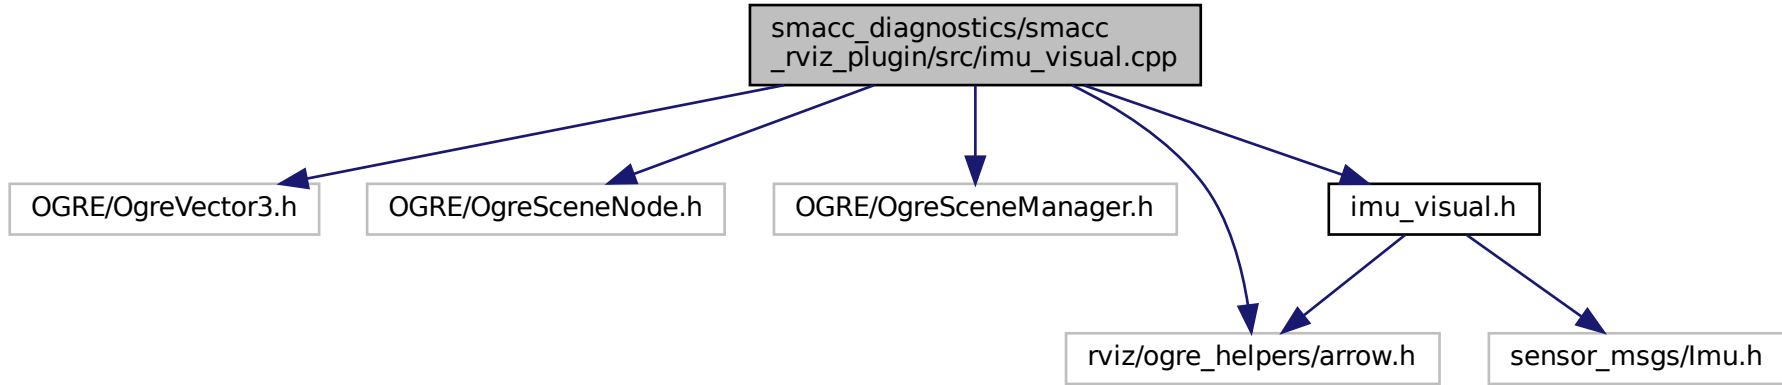 smacc_diagnostics/smacc
_rviz_plugin/src/imu_visual.cpp
OGRE/OgreVector3.h
OGRE/OgreSceneNode.h
OGRE/OgreSceneManager.h
imu_visual.h
rviz/ogre_helpers/arrow.h
sensor_msgs/Imu.h